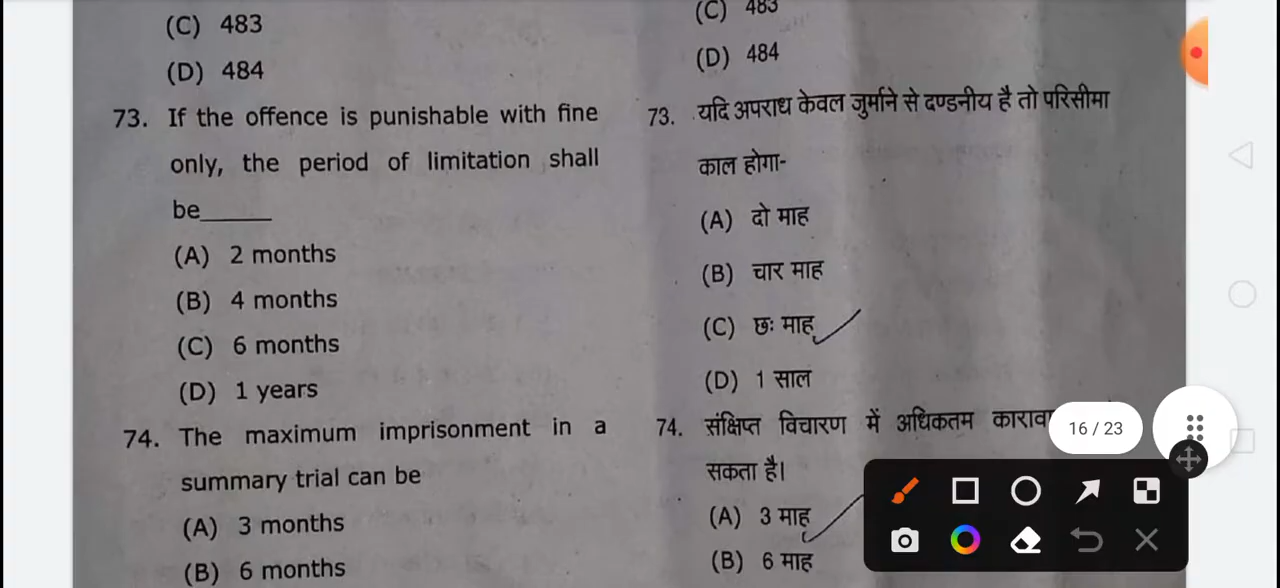 (C) 483
(D) 484
73. If the offence is punishable with fine
only, the period of limitation shall
be______
(A) 2 months
(B) 4 months
(C) 6 months
(D) 1 years
74. The maximum imprisonment in a
summary trial can be
(A) 3 months
(B) 6 months
(C) 483
(D) 484
73. यदि अपराध केवल जुर्माने से दण्डनीय है तो परिसीमा
काल होगा-
(A) दो माह
(B) चार माह
(C) छः माह
(D) 1 साल
74. संक्षिप्त विचारण में अधिकतम
सकता है।
(A) 3 माह
(B) 6 माह
16 / 23